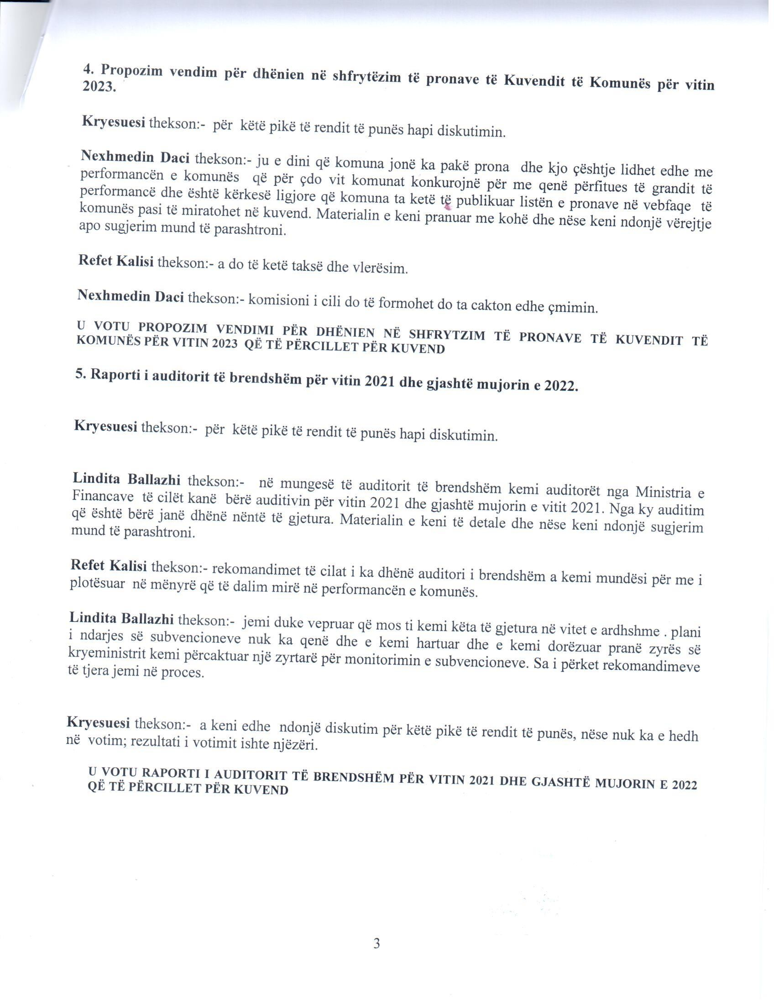 4. Propozim vendim për dhënien në shfrytëzim të pronave të Kuvendit të Komunës për vitin
2023.
Kryesuesi thekson:- për këtë pikë të rendit të punës hapi diskutimin.
Nexhmedin Daci thekson:- ju e dini që komuna jonë ka pakë prona dhe kjo çështje lidhet edhe me
performancën e komunës që për çdo vit komunat konkurojnë për me qenë përfitues të grandit të
performancë dhe është kërkesë ligjore që komuna ta ketë të publikuar listën e pronave në vebfaqe të
komunës pasi të miratohet në kuvend. Materialin e keni pranuar me kohë dhe nëse keni ndonjë vërejtje
apo sugjerim mund të parashtroni.
Refet Kalisi thekson:- a do të ketë taksë dhe vlerësim.
Nexhmedin Daci thekson:- komisioni i cili do të formohet do ta cakton edhe çmimin.
U VOTU PROPOZIM VENDIMI PËR DHËNIEN NË SHFRYTZIM TË PRONAVE TË KUVENDIT TË
KOMUNËS PËR VITIN 2023 QË TË PËRCILLET PËR KUVEND
5. Raporti i auditorit të brendshëm për vitin 2021 dhe gjashtë mujorin e 2022.
Kryesuesi thekson:- për këtë pikë të rendit të punës hapi diskutimin.
Lindita Ballazhi thekson:- në mungesë të auditorit të brendshëm kemi auditorët nga Ministria e
Financave të cilët kanë bërë auditivin për vitin 2021 dhe gjashtë mujorin e vitit 2021. Nga ky auditim
që është bërë janë dhënë nëntë të gjetura. Materialin e keni të detale dhe nëse keni ndonjë sugjerim
mund të parashtroni.
Refet Kalisi thekson:- rekomandimet të cilat i ka dhënë auditori i brendshëm a kemi mundësi për me i
plotësuar në mënyrë që të dalim mirë në performancën e komunës.
Lindita Ballazhi thekson:- jemi duke vepruar që mos ti kemi këta të gjetura në vitet e ardhshme . plani
i ndarjes së subvencioneve nuk ka qenë dhe e kemi hartuar dhe e kemi dorëzuar pranë zyrës së
kryeministrit kemi përcaktuar një zyrtarë për monitorimin e subvencioneve. Sa i përket rekomandimeve
të tjera jemi në proces.
Kryesuesi thekson:- a keni edhe ndonjë diskutim për këtë pikë të rendit të punës, nëse nuk ka e hedh
në votim; rezultati i votimit ishte njëzëri.
U VOTU RAPORTI I AUDITORIT TË BRENDSHËM PËR VITIN 2021 DHE GJASHTË MUJORIN E 2022
QË TË PËRCILLET PËR KUVEND
3